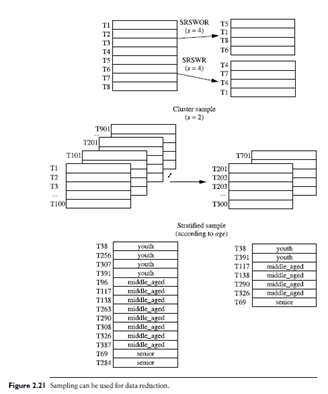 T1
T2
T3
T4
T5
T6
T7
T8
SRSWOR
(s = 4)
T5
T1
T8
T6
SRSWR
(s = 4)
T4
T7
T4
T1
Cluster sample
(s = 2)
T901
...
T201
T101
T1
T2
T3
...
T100
T701
...
T201
T202
T203
...
T300
Stratified sample
(according to age)
T38 youth
T256 youth
T307 youth
T391 youth
T96 middle_aged
T117 middle_aged
T138 middle_aged
T263 middle_aged
T290 middle_aged
T308 middle_aged
T326 middle_aged
T387 middle_aged
T69 senior
T284 senior
T38 youth
T391 youth
T117 middle_aged
T138 middle_aged
T290 middle_aged
T326 middle_aged
T69 senior
Figure 2.21 Sampling can be used for data reduction.